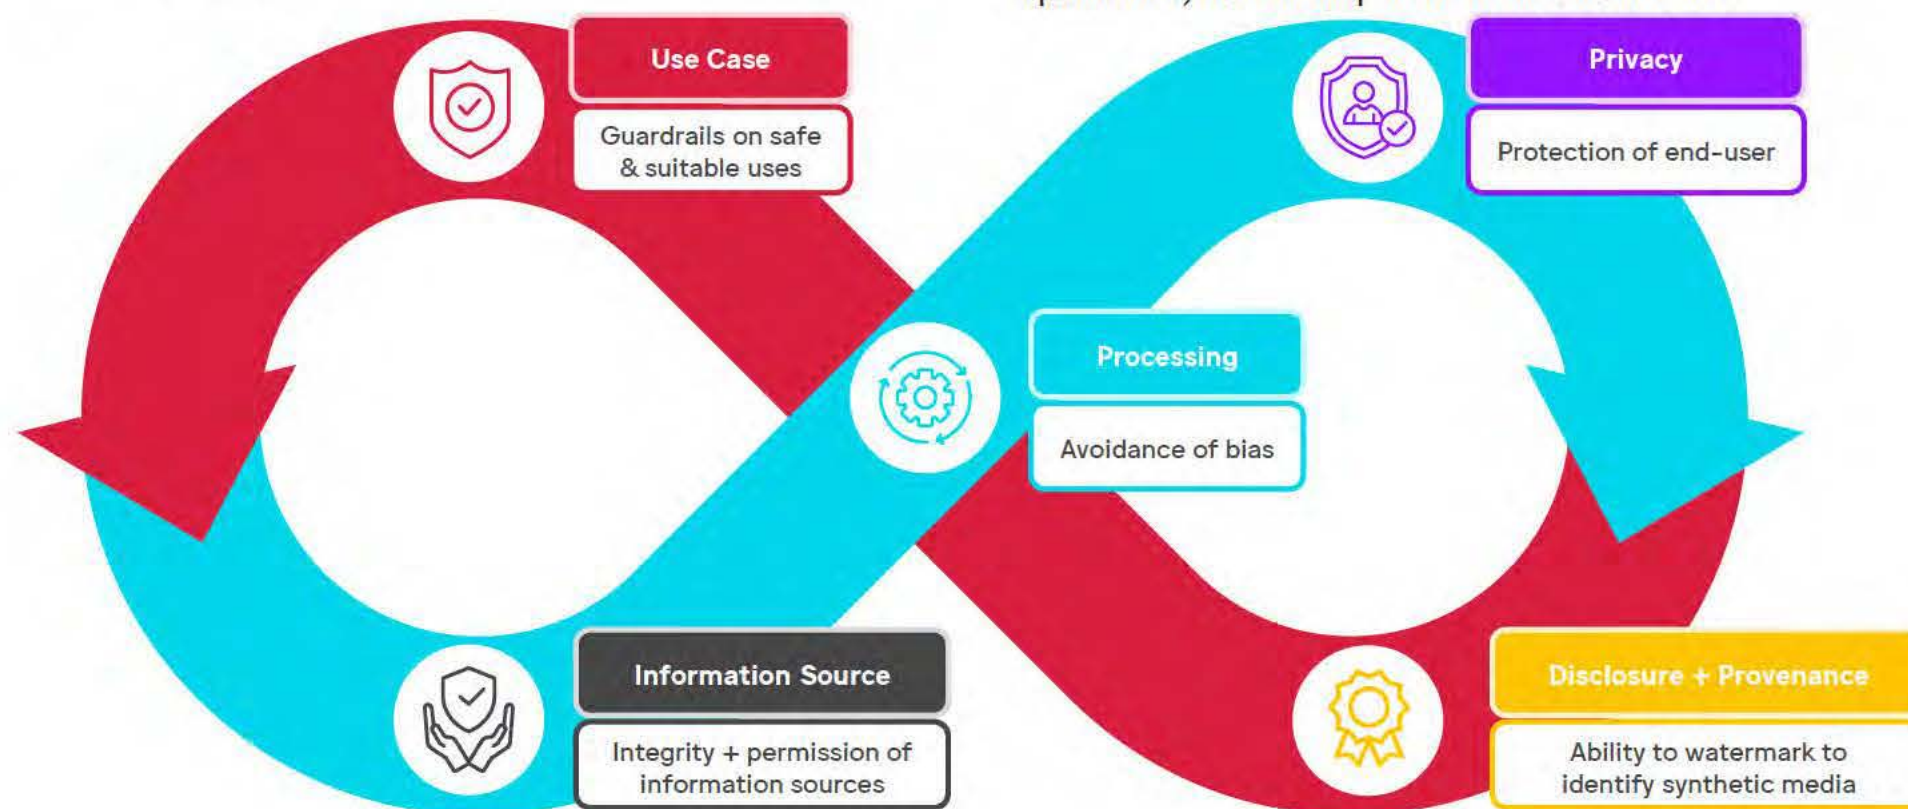 Use Case
Guardrails on safe
& suitable uses
Privacy
Protection of end-user
Processing
Avoidance of bias
Information Source
Integrity + permission of
information sources
Disclosure + Provenance
Ability to watermark to
identify synthetic media